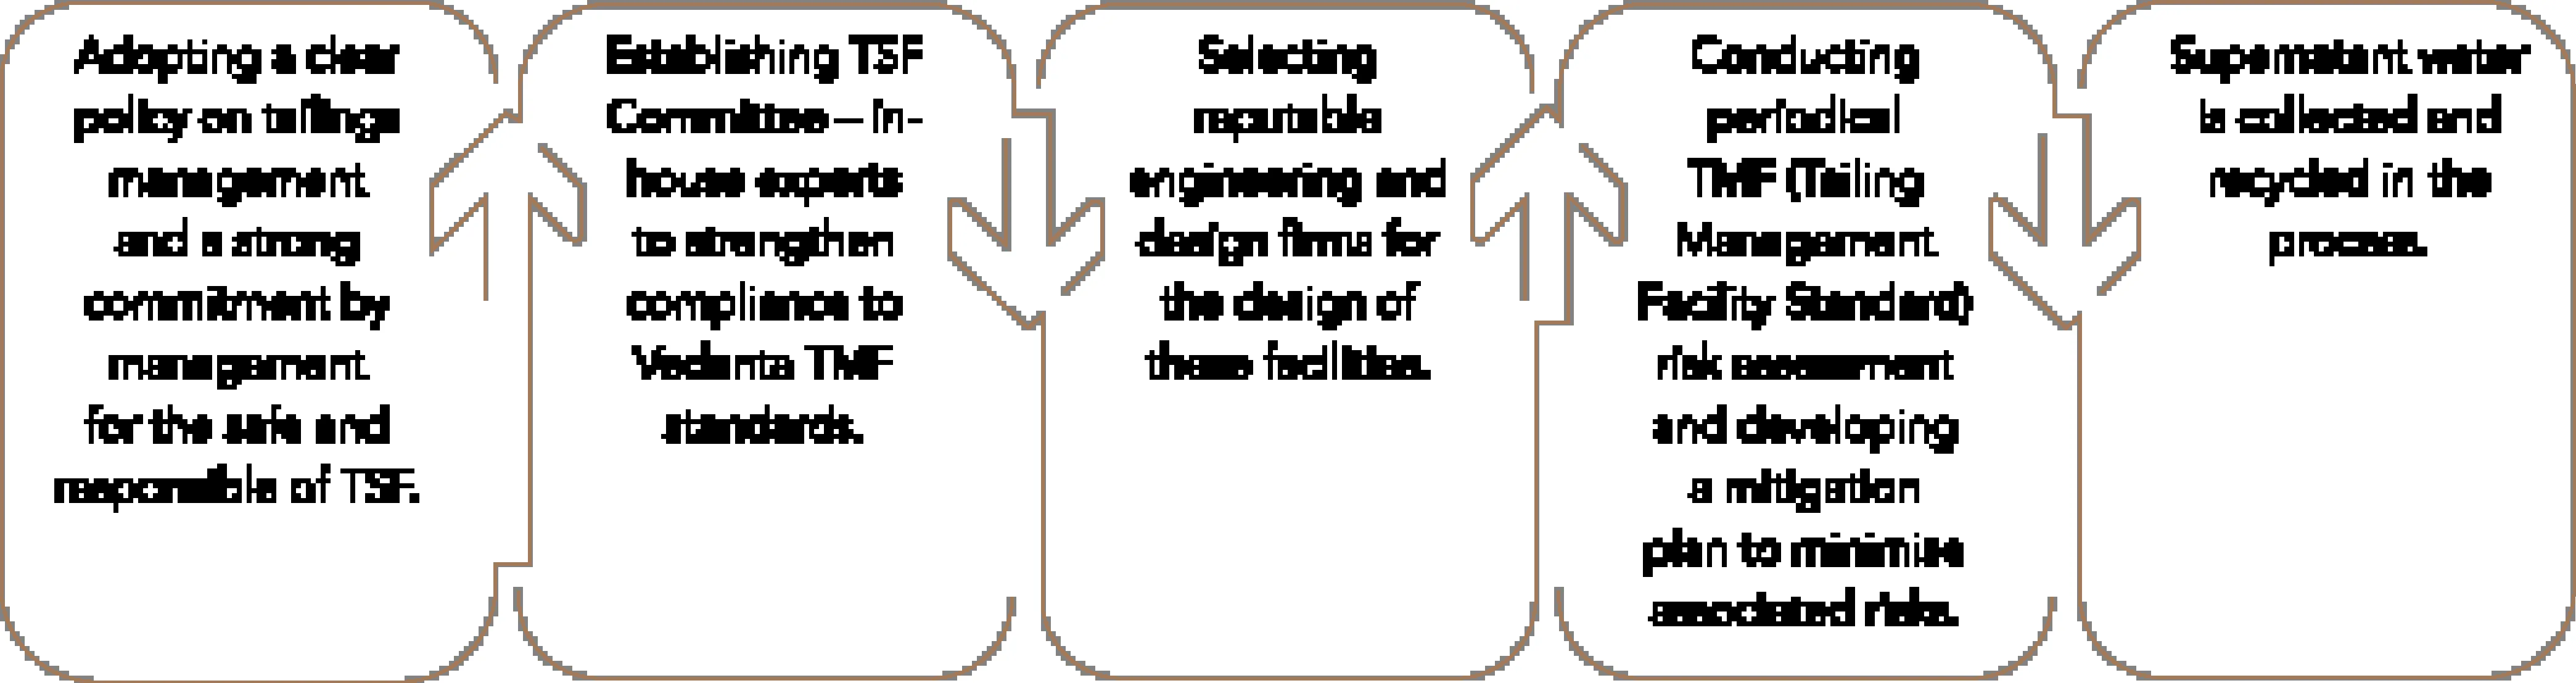 Adopting a clear
policy on tailings
management
and a strong
commitment by
management
for the safe and
responsible of TSF.
Establishing TSF
Committee – In-
house experts
to strengthen
compliance to
Vedanta TMF
standards.
Selecting
reputable
engineering and
design firms for
the design of
these facilities.
Conducting
periodical
TMF (Tailing
Management
Facility Standard)
risk assessment
and developing
a mitigation
plan to minimise
associated risks.
Supernatant water
is collected and
recycled in the
process.